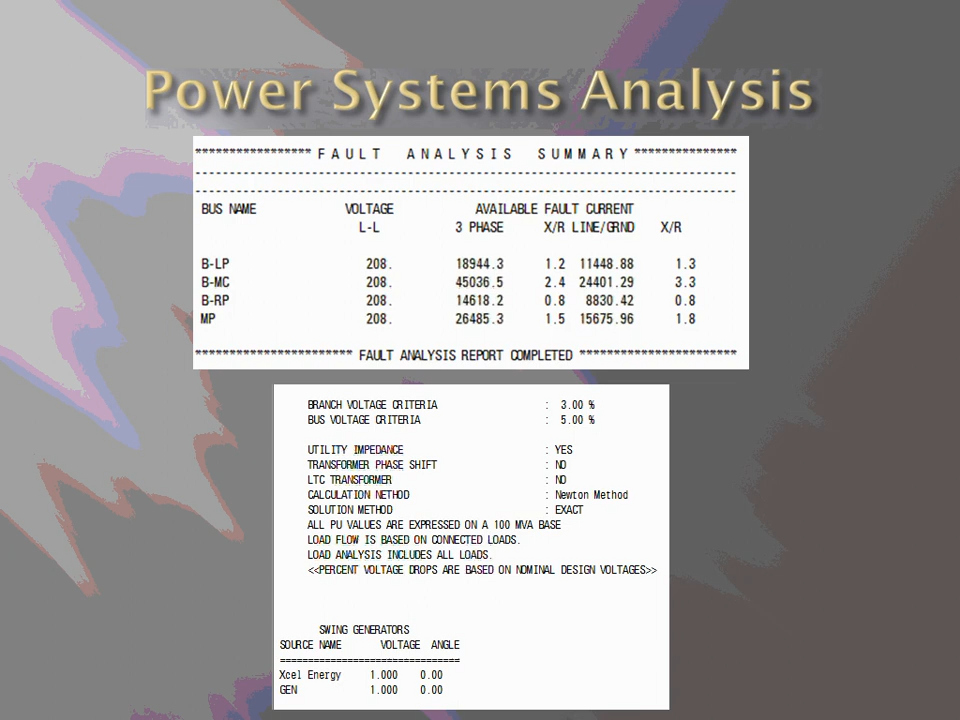 Power Systems Analysis
***************** F A U L T   A N A L Y S I S   S U M M A R Y ***************
--------------------------------------------------------------------------------
--------------------------------------------------------------------------------
BUS NAME VOLTAGE AVAILABLE FAULT CURRENT
L-L 3 PHASE X/R LINE/GRND X/R
B-LP 208. 18944.3 1.2 11448.88 1.3
B-MC 208. 45036.5 2.4 24401.29 3.3
B-RP 208. 14618.2 0.8 8830.42 0.8
MP 208. 26485.3 1.5 15675.96 1.8
*********************** FAULT ANALYSIS REPORT COMPLETED ***********************
BRANCH VOLTAGE CRITERIA : 3.00 %
BUS VOLTAGE CRITERIA : 5.00 %
UTILITY IMPEDANCE : YES
TRANSFORMER PHASE SHIFT : NO
LTC TRANSFORMER : NO
CALCULATION METHOD : Newton Method
SOLUTION METHOD : EXACT
ALL PU VALUES ARE EXPRESSED ON A 100 MVA BASE
LOAD FLOW IS BASED ON CONNECTED LOADS.
LOAD ANALYSIS INCLUDES ALL LOADS.
<<PERCENT VOLTAGE DROPS ARE BASED ON NOMINAL DESIGN VOLTAGES>>
SWING GENERATORS
SOURCE NAME VOLTAGE ANGLE
================================
Xcel Energy 1.000 0.00
GEN 1.000 0.00